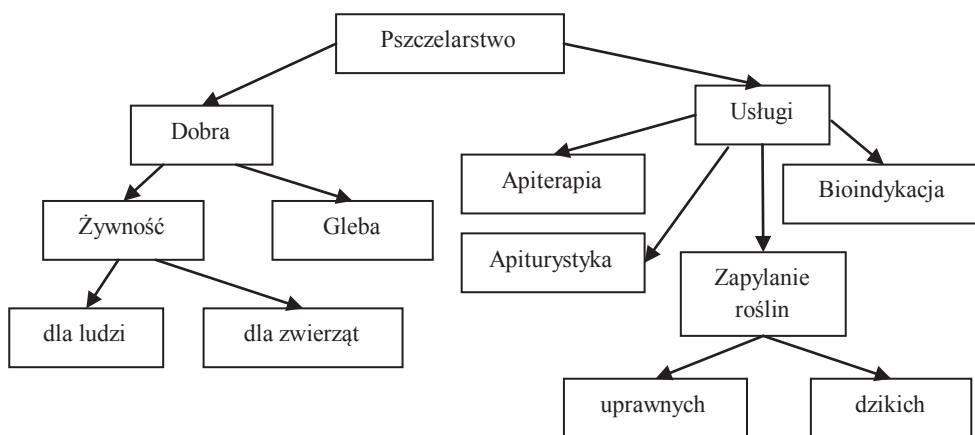 Pszczelarstwo
Dobra
Usługi
Apiterapia
Bioindykacja
Żywność
Gleba
Apiturystyka
Zapylanie
roślin
dla ludzi
dla zwierząt
uprawnych
dzikich